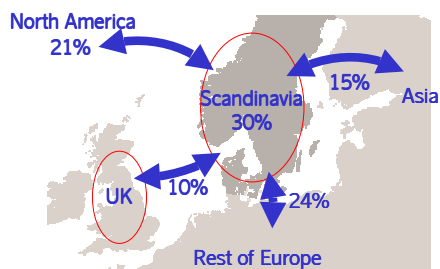 North America
21%
15%
Asia
Scandinavia
30%
UK
10%
24%
Rest of Europe